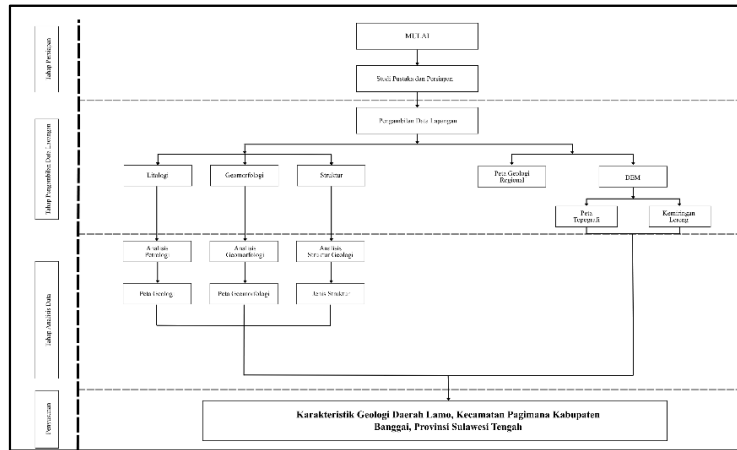 Tahap Persiapan
MULAI
Studi Pustaka dan Persiapan
Tahap Pengambilan Data Lapangan
Pengambilan Data Lapangan
Litologi
Geomorfologi
Struktur
Peta Geologi
Regional
DEM
Peta
Topografi
Kemiringan
Lereng
Tahap Analisis Data
Analisis
Petrologi
Analisis
Geomorfologi
Analisis
Struktur Geologi
Peta Geologi
Peta Geomorfologi
Jenis Struktur
Karakteristik Geologi Daerah Lamo, Kecamatan Pagimana Kabupaten
Banggai, Provinsi Sulawesi Tengah